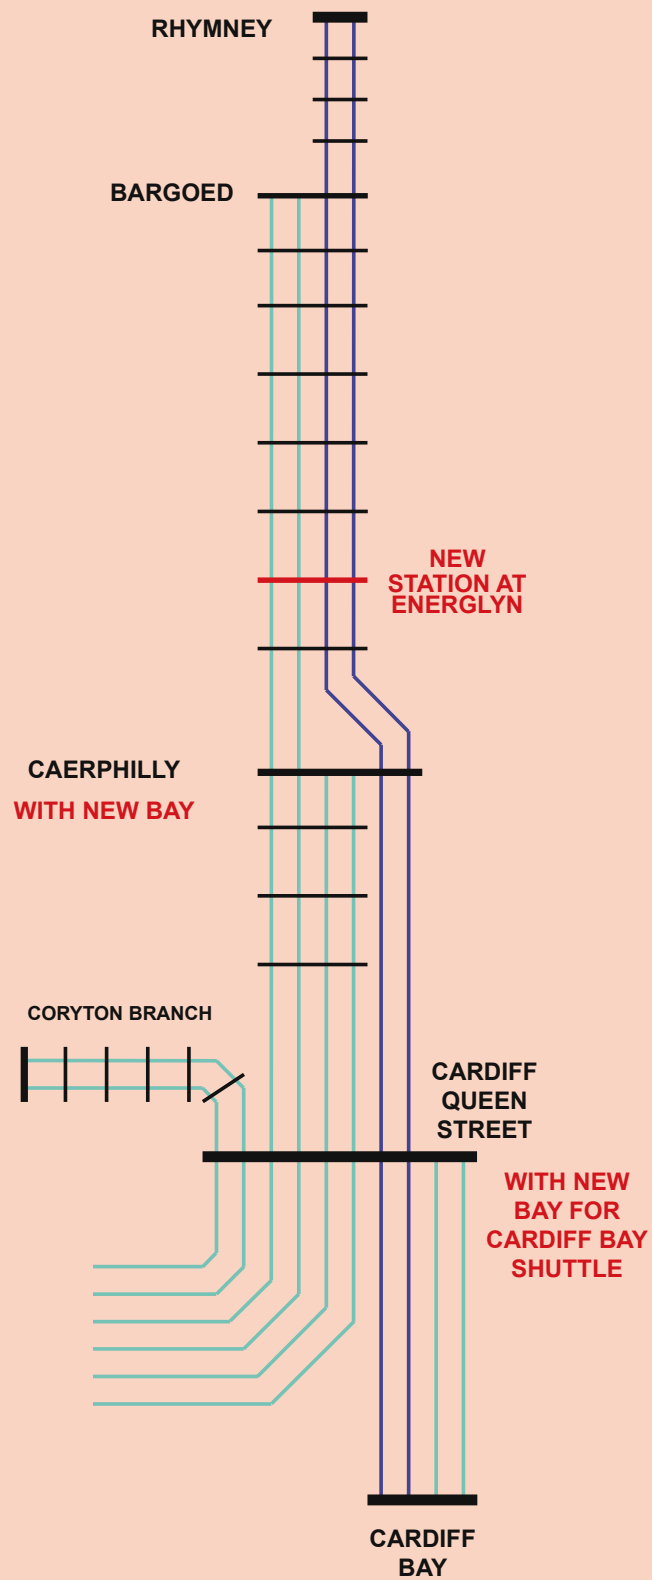 RHYMNEY
BARGOED
NEW
STATION AT
ENERGLYN
CAERPHILLY
WITH NEW BAY
CORYTON BRANCH
CARDIFF
QUEEN
STREET
WITH NEW
BAY FOR
CARDIFF BAY
SHUTTLE
CARDIFF
BAY